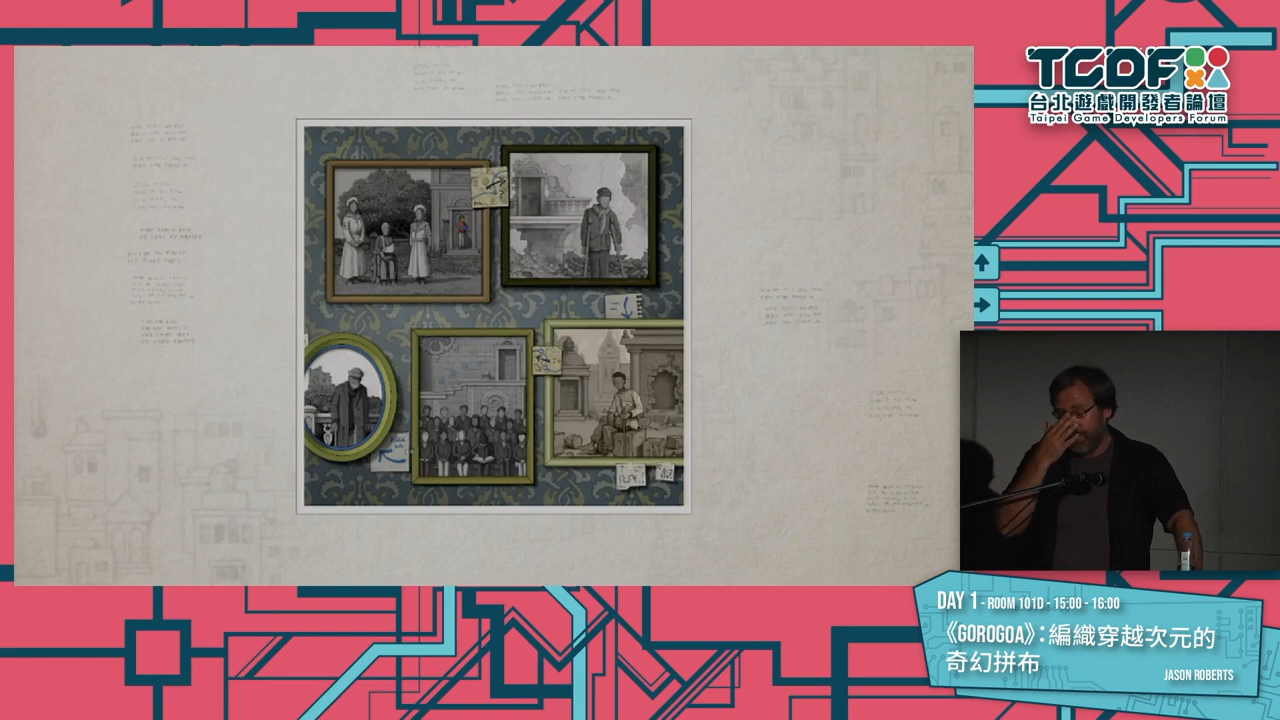 TGDF
台北遊戲開發者論壇
Taipei Game Developers Forum
DAY 1 - ROOM 101D - 15:00 - 16:00
《GOROGOA》：編織穿越次元的
奇幻拼布
JASON ROBERTS